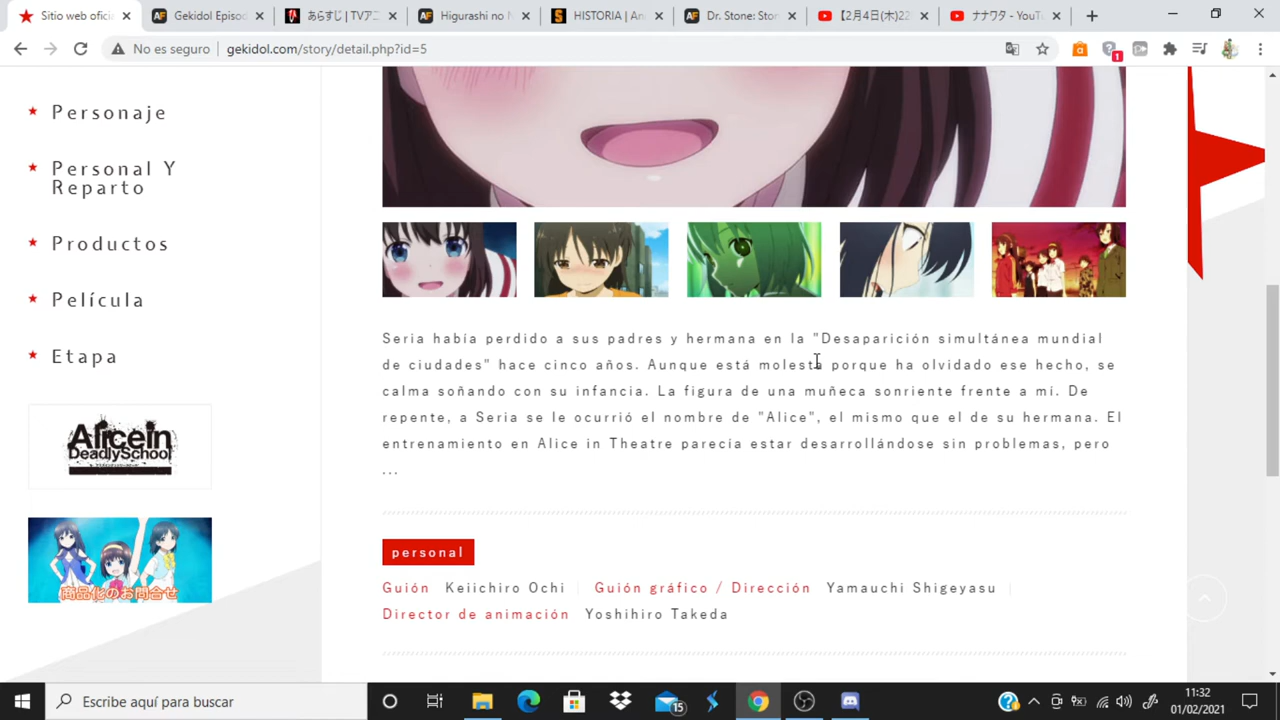 Sitio web oficia
Gekidol Episod
あらすじ | TVアニ
Higurashi no N
HISTORIA | Ani
Dr. Stone: Ston
【2月4日(木)22
ナナワタ - YouTu
No es seguro
gekidol.com/story/detail.php?id=5
1
Personaje
Personal Y
Reparto
Productos
Película
Etapa
AliceIn
DeadlySchool
商品化のお問合せ
Seria había perdido a sus padres y hermana en la "Desaparición simultánea mundial
de ciudades" hace cinco años. Aunque está molesta porque ha olvidado ese hecho, se
calma soñando con su infancia. La figura de una muñeca sonriente frente a mí. De
repente, a Seria se le ocurrió el nombre de "Alice", el mismo que el de su hermana. El
entrenamiento en Alice in Theatre parecía estar desarrollándose sin problemas, pero
...
personal
Guión Keiichiro Ochi | Guión gráfico / Dirección Yamauchi Shigeyasu |
Director de animación Yoshihiro Takeda
Escribe aquí para buscar
15
11:32
01/02/2021